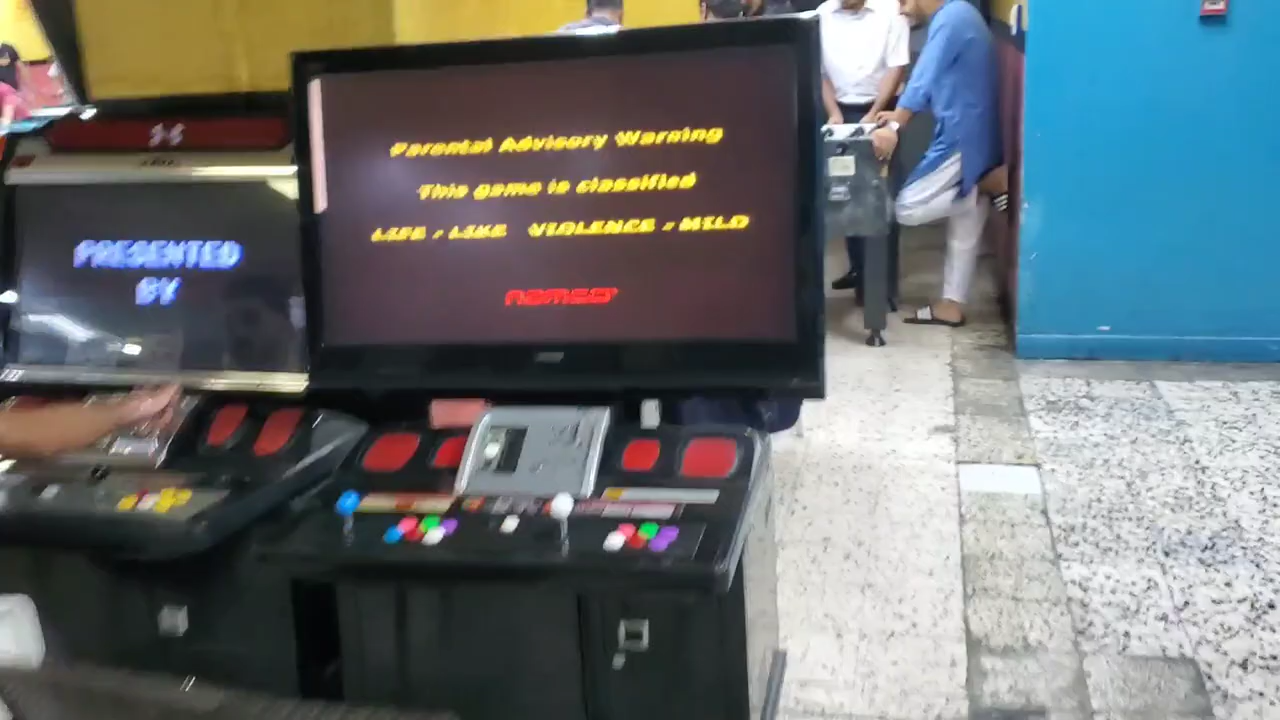 PRESENTED
BY
Parental Advisory Warning
This game is classified
LIFE - LIKE VIOLENCE - MILD
namco